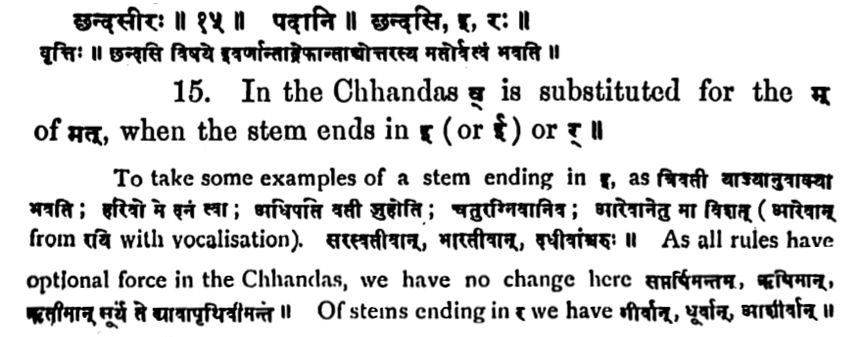 छन्दसीरः ॥ १५ ॥ पदानि ॥ छन्दसि, इ, रः ॥
वृत्तिः ॥ छन्दसि विषये इवर्णान्ताद्रेफान्ताच्चोत्तरस्य मतोर्वत्वं भवति ॥
15. In the Chhandas व् is substituted for the म्
of मत्, when the stem ends in इ (or ई) or र् ॥
To take some examples of a stem ending in इ, as त्रिवती याज्यानुवाक्या
भवति; हरिवो मे एनं त्वा; अधिपति वती जुहोति; चतुरग्निवानिव; आरेवानेतु मा विशत् (आरेवान्
from रयि with vocalisation). सरस्वतीवान्, भारतीवान्, दधीवांश्चरुः ॥ As all rules have
optional force in the Chhandas, we have no change here सप्तर्षिमन्तम्, ऋषिमान्,
ऋतीमान् सूर्यं ते द्यावापृथिवीमन्तं ॥ Of stems ending in र we have गीर्वान्, धूर्वान्, आशीर्वान् ॥